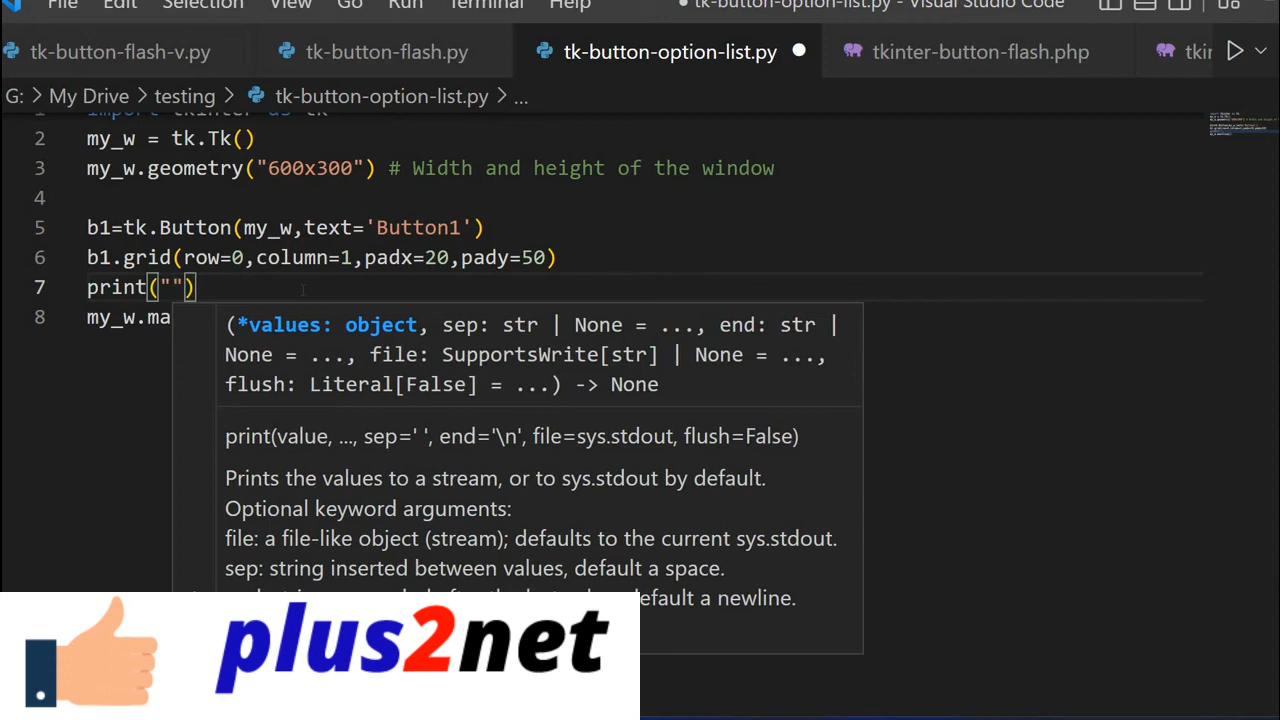 File Edit Selection View Go Run Terminal Help tk-button-option-list.py - Visual Studio Code
tk-button-flash-v.py tk-button-flash.py tk-button-option-list.py tkinter-button-flash.php tkin
G: > My Drive > testing > tk-button-option-list.py > ...
1 import tkinter as tk
2 my_w = tk.Tk()
3 my_w.geometry("600x300") # Width and height of the window
4
5 b1=tk.Button(my_w,text='Button1')
6 b1.grid(row=0,column=1,padx=20,pady=50)
7 print("")
8 my_w.ma
(*values: object, sep: str | None = ..., end: str |
None = ..., file: SupportsWrite[str] | None = ...,
flush: Literal[False] = ...) -> None
print(value, ..., sep=' ', end='\n', file=sys.stdout, flush=False)
Prints the values to a stream, or to sys.stdout by default.
Optional keyword arguments:
file: a file-like object (stream); defaults to the current sys.stdout.
sep: string inserted between values, default a space.
default a newline.
plus2net